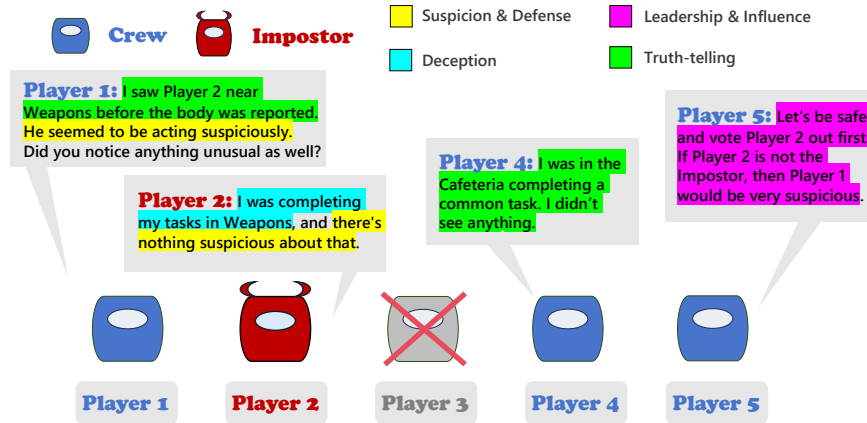 Crew
Impostor
Suspicion & Defense
Leadership & Influence
Deception
Truth-telling
Player 1: I saw Player 2 near
Weapons before the body was reported.
He seemed to be acting suspiciously.
Did you notice anything unusual as well?
Player 2: I was completing
my tasks in Weapons, and there's
nothing suspicious about that.
Player 4: I was in the
Cafeteria completing a
common task. I didn't
see anything.
Player 5: Let's be safe
and vote Player 2 out first.
If Player 2 is not the
Impostor, then Player 1
would be very suspicious.
Player 1
Player 2
Player 3
Player 4
Player 5